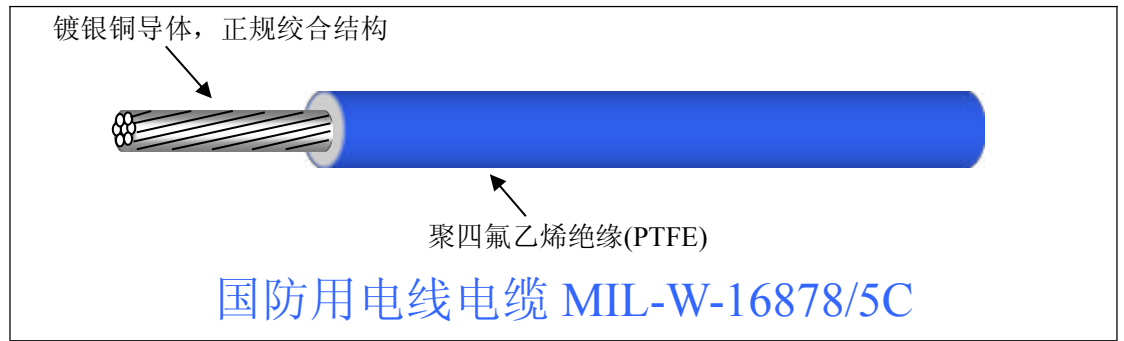 镀银铜导体，正规绞合结构
聚四氟乙烯绝缘(PTFE)
国防用电线电缆 MIL-W-16878/5C